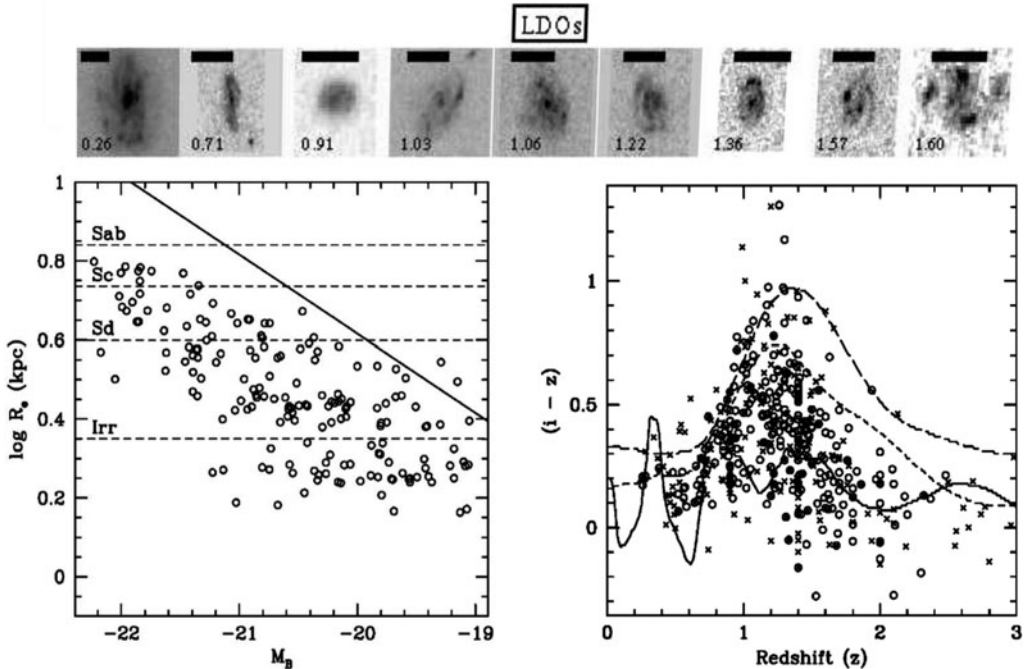 LDOs
0.26 0.71 0.91 1.03 1.06 1.22 1.36 1.57 1.60
1
0.8
0.6
0.4
0.2
0
Sab
Sc
Sd
Irr
log Re (kpc)
-22 -21 -20 -19
MB
1
0.5
0
(i - z)
0 1 2 3
Redshift (z)